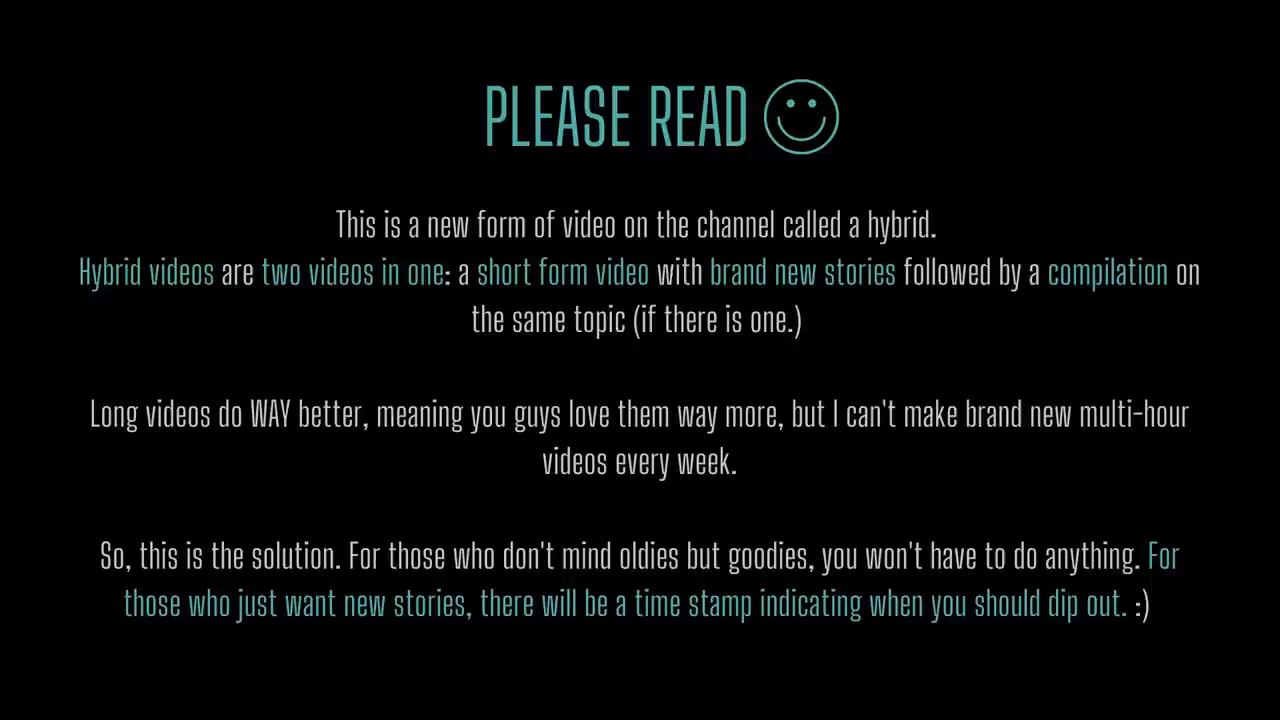 PLEASE READ
This is a new form of video on the channel called a hybrid.
Hybrid videos are two videos in one: a short form video with brand new stories followed by a compilation on
the same topic (if there is one.)
Long videos do WAY better, meaning you guys love them way more, but I can't make brand new multi-hour
videos every week.
So, this is the solution. For those who don't mind oldies but goodies, you won't have to do anything. For
those who just want new stories, there will be a time stamp indicating when you should dip out. :)